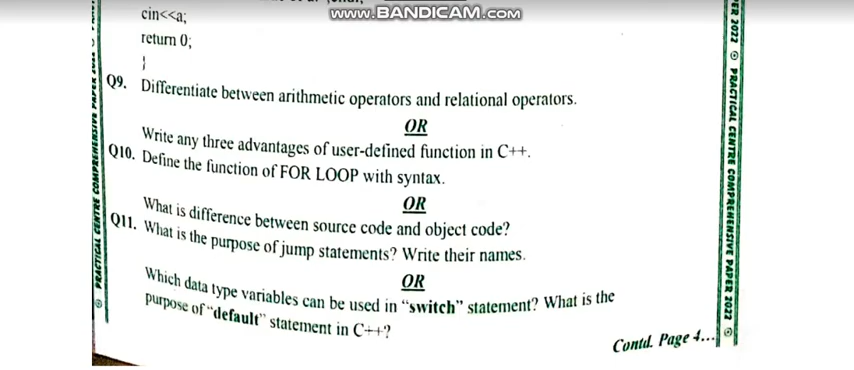 www.BANDICAM.com
cin<<a;
return 0;
}
Q9. Differentiate between arithmetic operators and relational operators.
OR
Write any three advantages of user-defined function in C++.
Q10. Define the function of FOR LOOP with syntax.
OR
What is difference between source code and object code?
Q11. What is the purpose of jump statements? Write their names.
OR
Which data type variables can be used in "switch" statement? What is the
purpose of "default" statement in C++?
Contd. Page 4...
PRACTICAL CENTRE COMPREHENSIVE PAPER
ER 2022 PRACTICAL CENTRE COMPREHENSIVE PAPER 2022